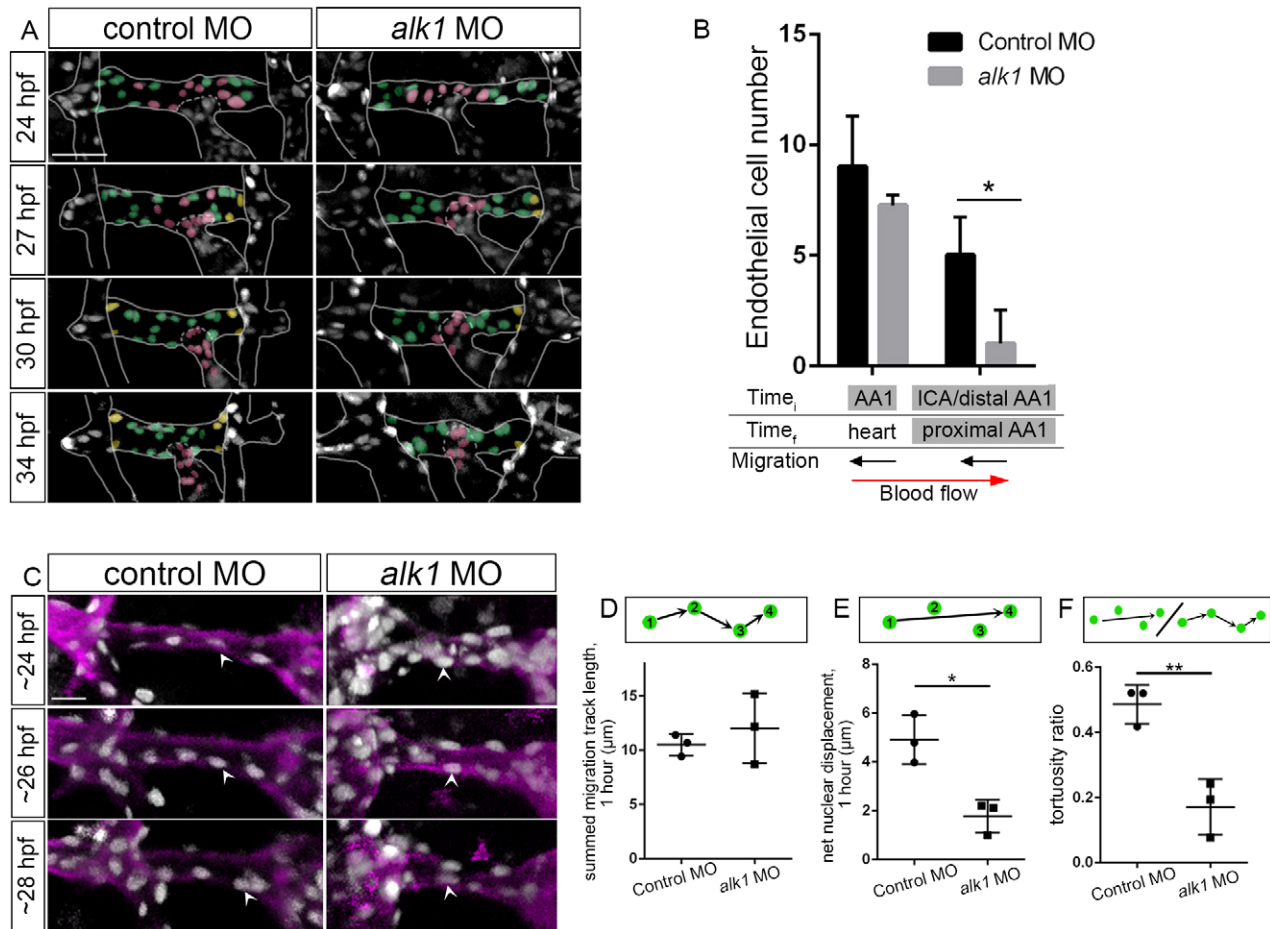 A
control MO
alk1 MO
24 hpf
27 hpf
30 hpf
34 hpf
B
Control MO
alk1 MO
Endothelial cell number
15
10
5
0
*
Timei AA1 ICA/distal AA1
Timef heart proximal AA1
Migration
Blood flow
C
control MO
alk1 MO
~24 hpf
~26 hpf
~28 hpf
D
1 2 3 4
summed migration track length,
1 hour (µm)
15
10
5
0
Control MO
alk1 MO
E
1 2 3 4
net nuclear displacement,
1 hour (µm)
8
6
4
2
0
*
Control MO
alk1 MO
F
tortuosity ratio
0.6
0.4
0.2
0.0
**
Control MO
alk1 MO